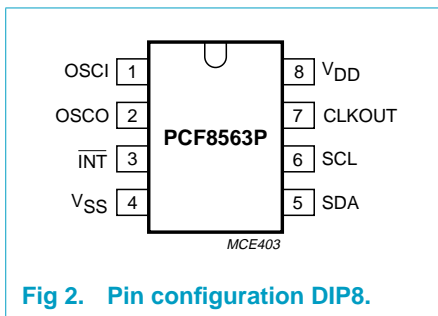 OSCI 1 8 VDD
OSCO 2 7 CLKOUT
PCF8563P
INT 3 6 SCL
VSS 4 5 SDA
MCE403
Fig 2. Pin configuration DIP8.